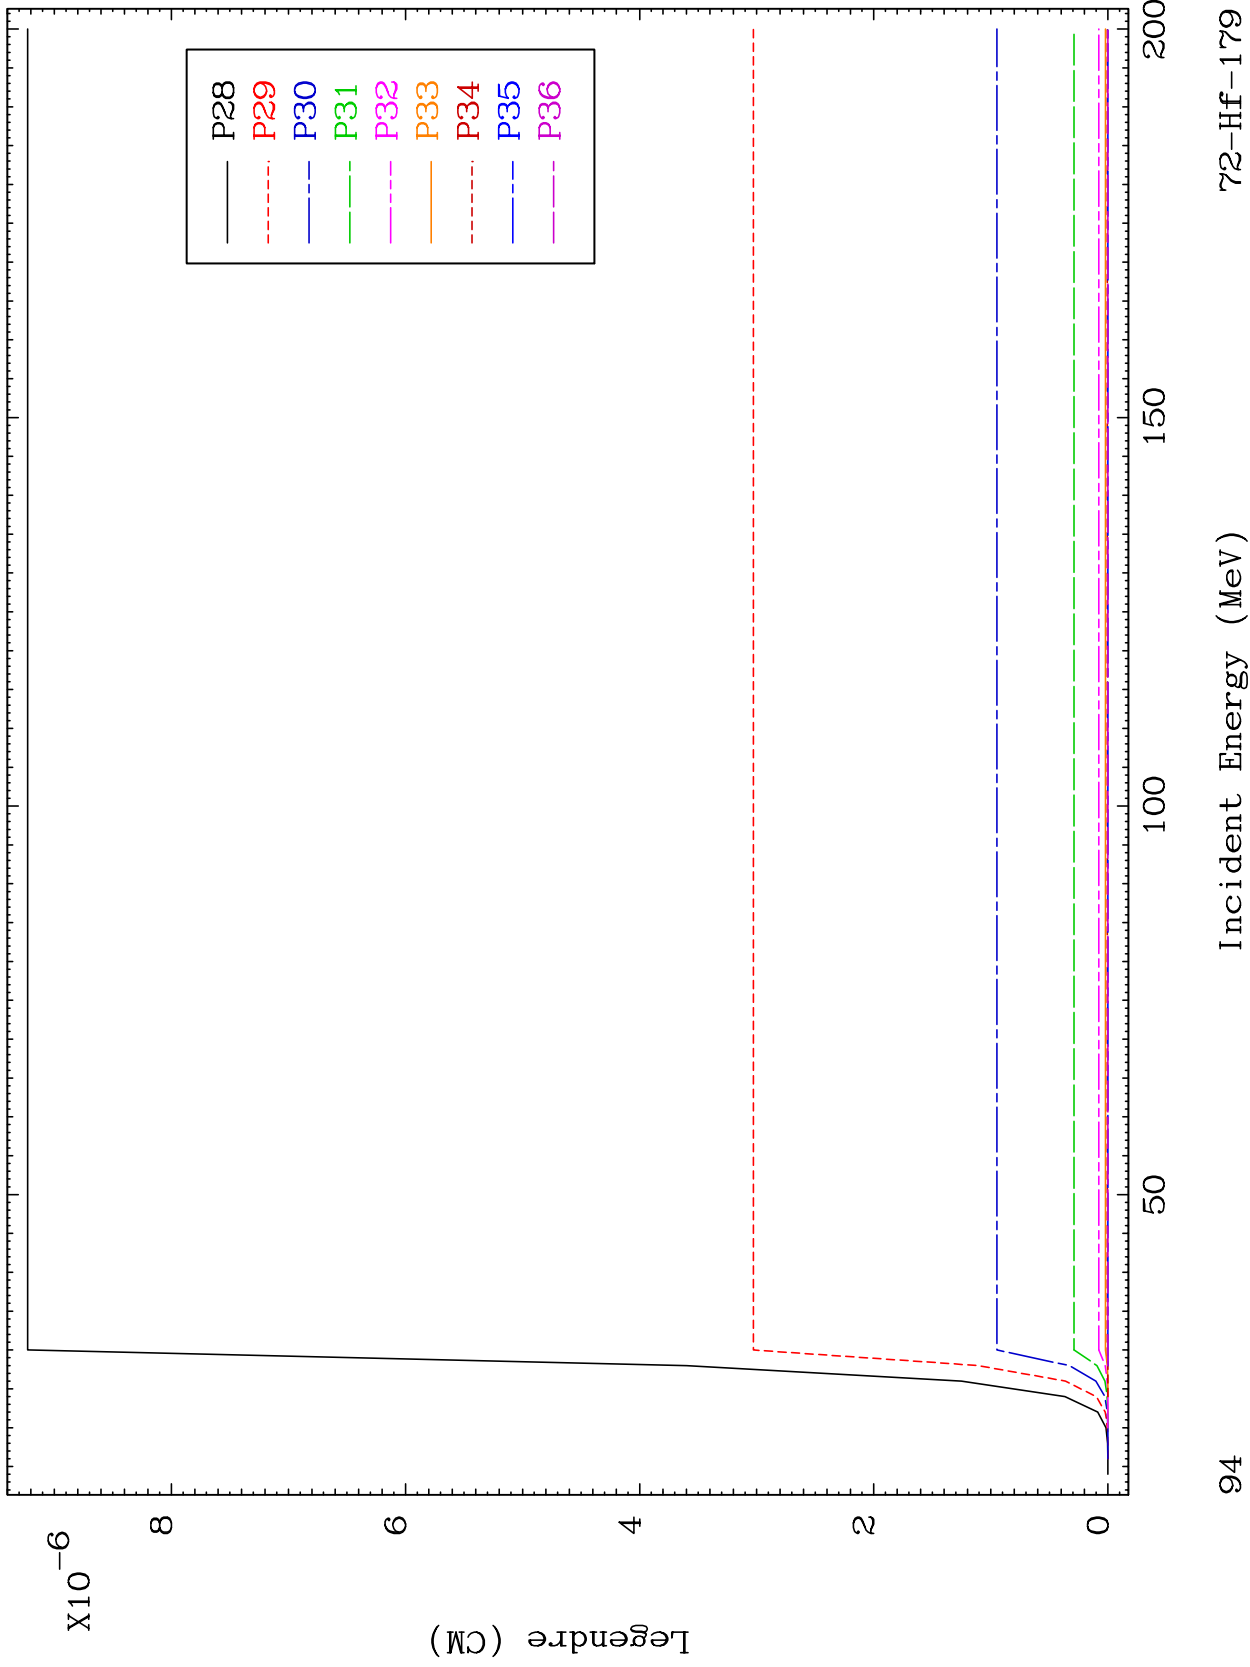 X10-6
8
6
4
2
0
Legendre (CM)
P28
P29
P30
P31
P32
P33
P34
P35
P36
50
100
150
200
Incident Energy (MeV)
94
72-Hf-179